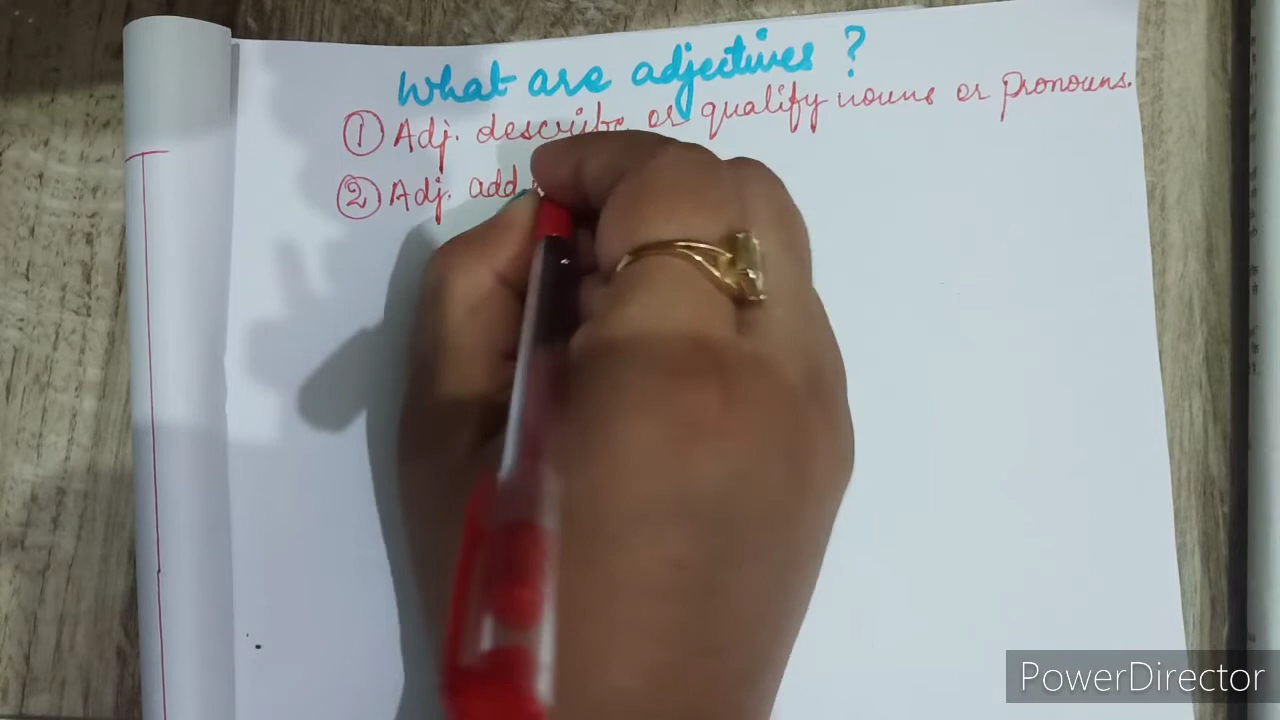 What are adjectives ?
① Adj. describe or qualify nouns or pronouns.
② Adj. add
PowerDirector